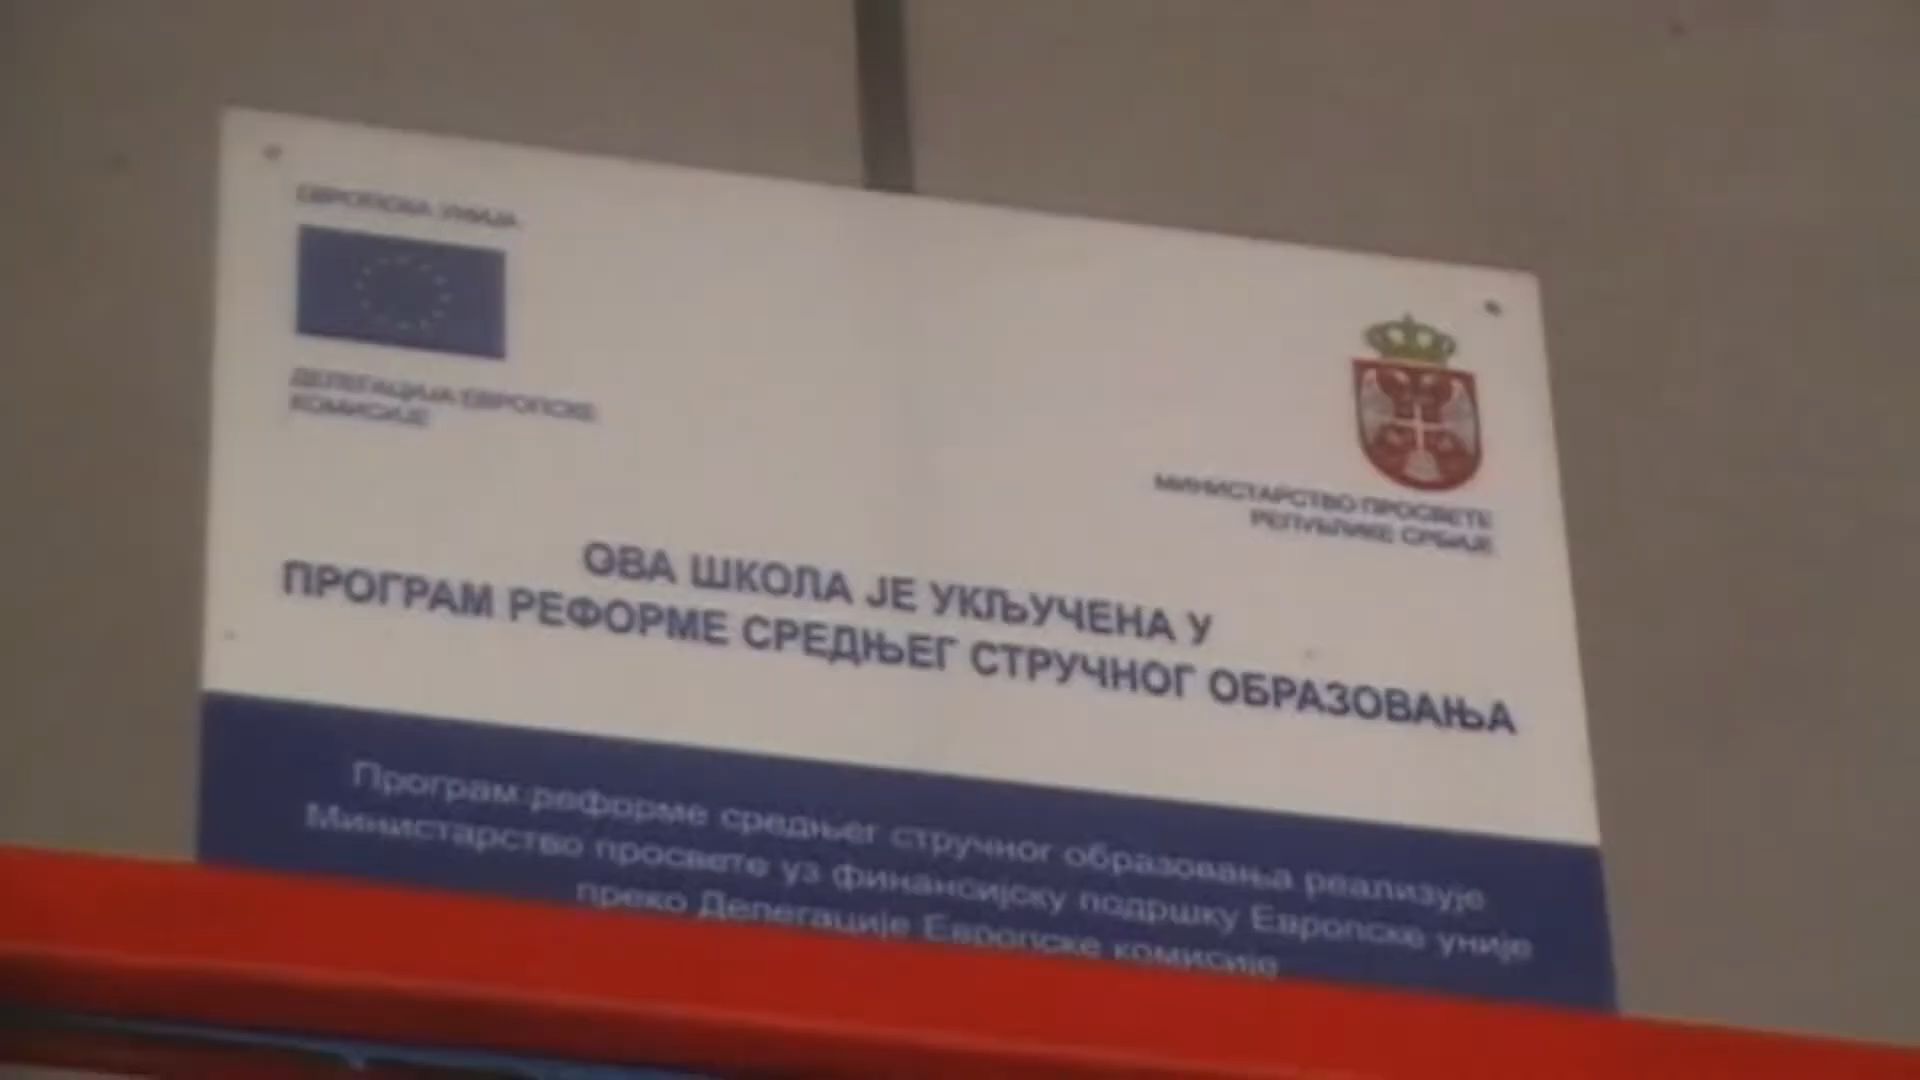 ЕВРОПСКА УНИЈА
ДЕЛЕГАЦИЈА ЕВРОПСКЕ
КОМИСИЈЕ
МИНИСТАРСТВО ПРОСВЕТЕ
РЕПУБЛИКЕ СРБИЈЕ
ОВА ШКОЛА ЈЕ УКЉУЧЕНА У
ПРОГРАМ РЕФОРМЕ СРЕДЊЕГ СТРУЧНОГ ОБРАЗОВАЊА
Програм реформе средњег стручног образовања реализује
Министарство просвете уз финансијску подршку Европске уније
преко Делегације Европске комисије